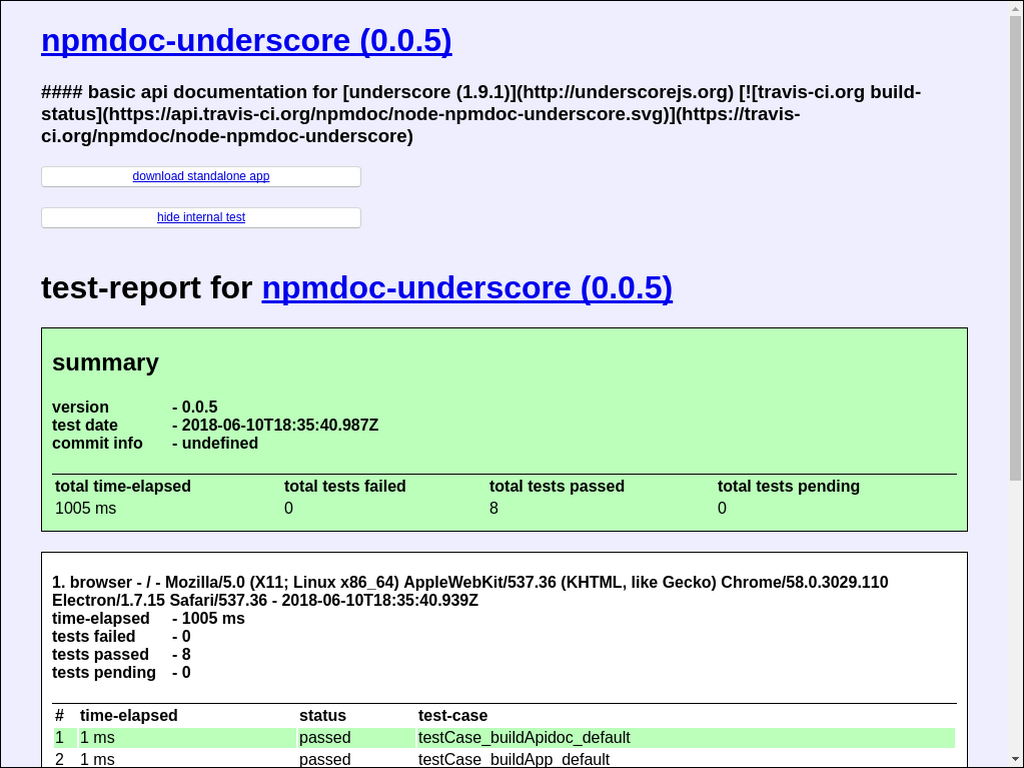 npmdoc-underscore (0.0.5)
#### basic api documentation for [underscore (1.9.1)](http://underscorejs.org) [![travis-ci.org build-
status](https://api.travis-ci.org/npmdoc/node-npmdoc-underscore.svg)](https://travis-
ci.org/npmdoc/node-npmdoc-underscore)
download standalone app
hide internal test
test-report for npmdoc-underscore (0.0.5)
summary
version - 0.0.5
test date - 2018-06-10T18:35:40.987Z
commit info - undefined
total time-elapsed total tests failed total tests passed total tests pending
1005 ms 0 8 0
1. browser - / - Mozilla/5.0 (X11; Linux x86_64) AppleWebKit/537.36 (KHTML, like Gecko) Chrome/58.0.3029.110
Electron/1.7.15 Safari/537.36 - 2018-06-10T18:35:40.939Z
time-elapsed - 1005 ms
tests failed - 0
tests passed - 8
tests pending - 0
# time-elapsed status test-case
1 1 ms passed testCase_buildApidoc_default
2 1 ms passed testCase_buildApp_default